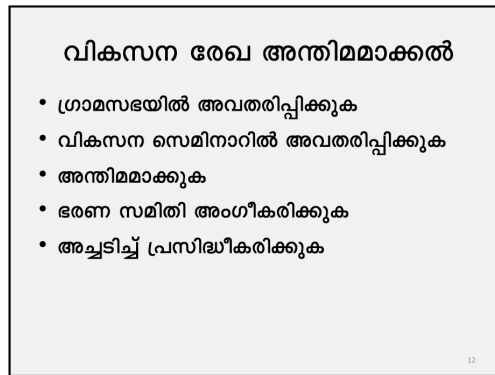 വികസന രേഖ അന്തിമമാക്കൽ
• ഗ്രാമസഭയിൽ അവതരിപ്പിക്കുക
• വികസന സെമിനാറിൽ അവതരിപ്പിക്കുക
• അന്തിമമാക്കുക
• ഭരണ സമിതി അംഗീകരിക്കുക
• അച്ചടിച്ച് പ്രസിദ്ധീകരിക്കുക
12